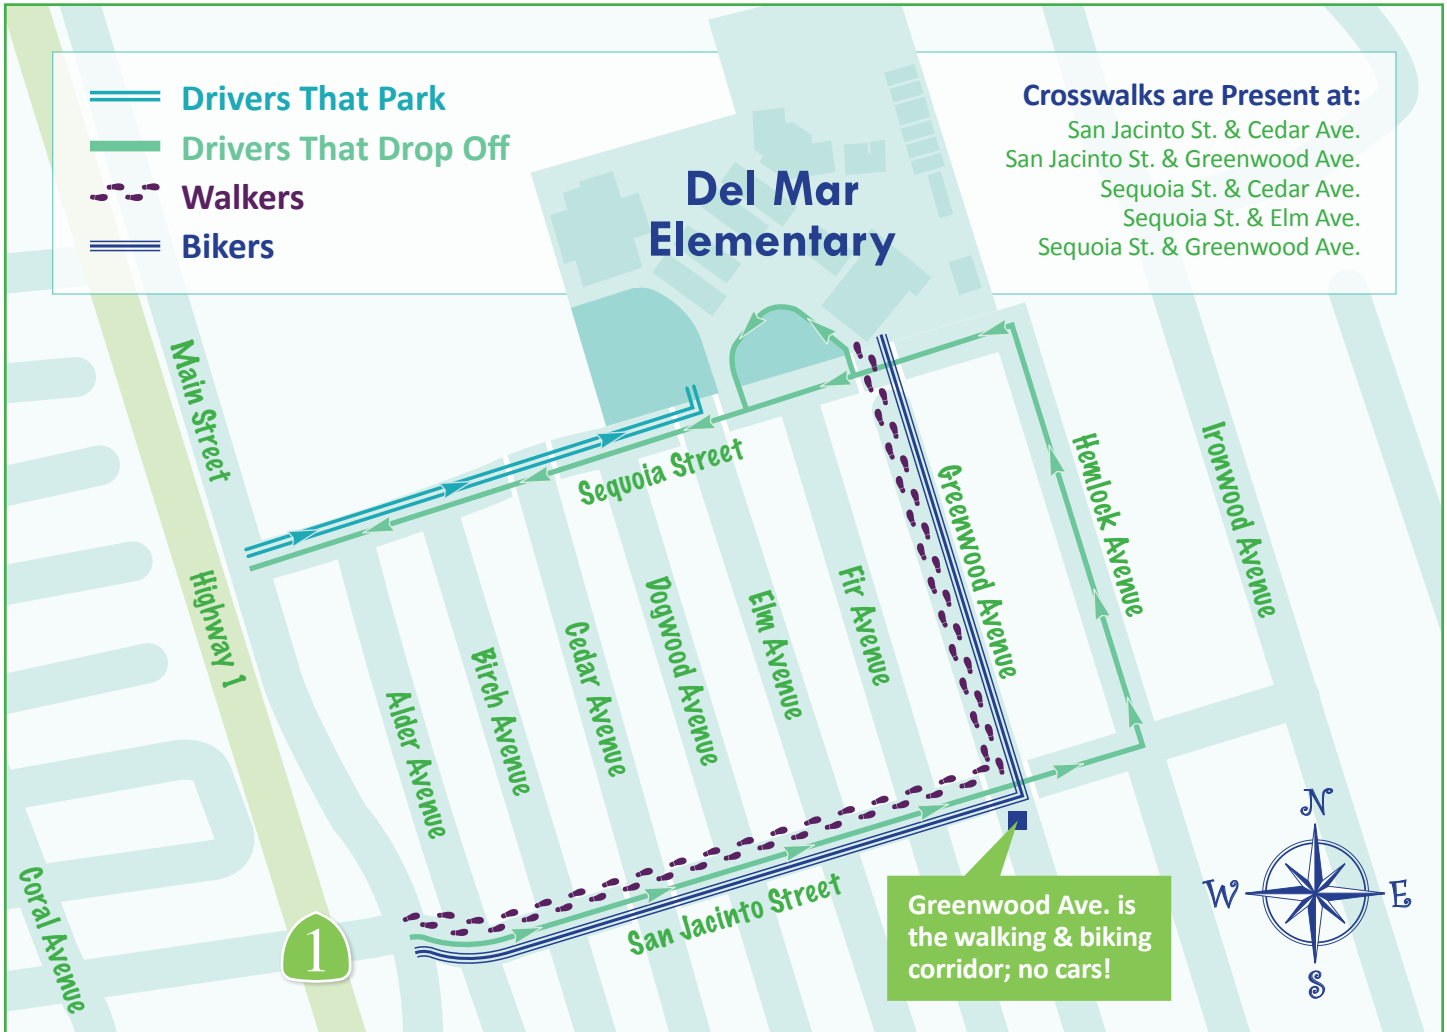 Drivers That Park
Drivers That Drop Off
Walkers
Bikers
Del Mar
Elementary
Crosswalks are Present at:
San Jacinto St. & Cedar Ave.
San Jacinto St. & Greenwood Ave.
Sequoia St. & Cedar Ave.
Sequoia St. & Elm Ave.
Sequoia St. & Greenwood Ave.
Main Street
Highway 1
Sequoia Street
Alder Avenue
Birch Avenue
Cedar Avenue
Dogwood Avenue
Elm Avenue
Fir Avenue
Greenwood Avenue
Hemlock Avenue
Ironwood Avenue
Coral Avenue
1
San Jacinto Street
Greenwood Ave. is
the walking & biking
corridor; no cars!
N
W
E
S